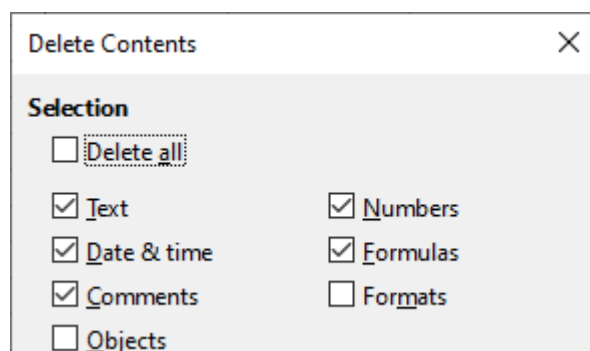 Delete Contents
Selection
Delete all
Text Numbers
Date & time Formulas
Comments Formats
Objects